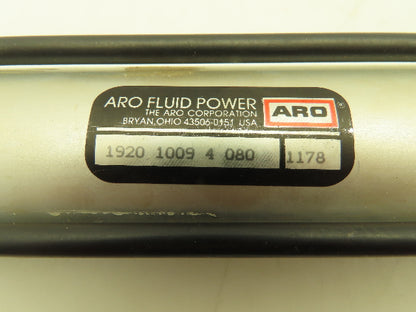 ARO FLUID POWER
THE ARO CORPORATION
BRYAN, OHIO 43506-0151 USA
ARO ®
1920 1009 4 080 1178